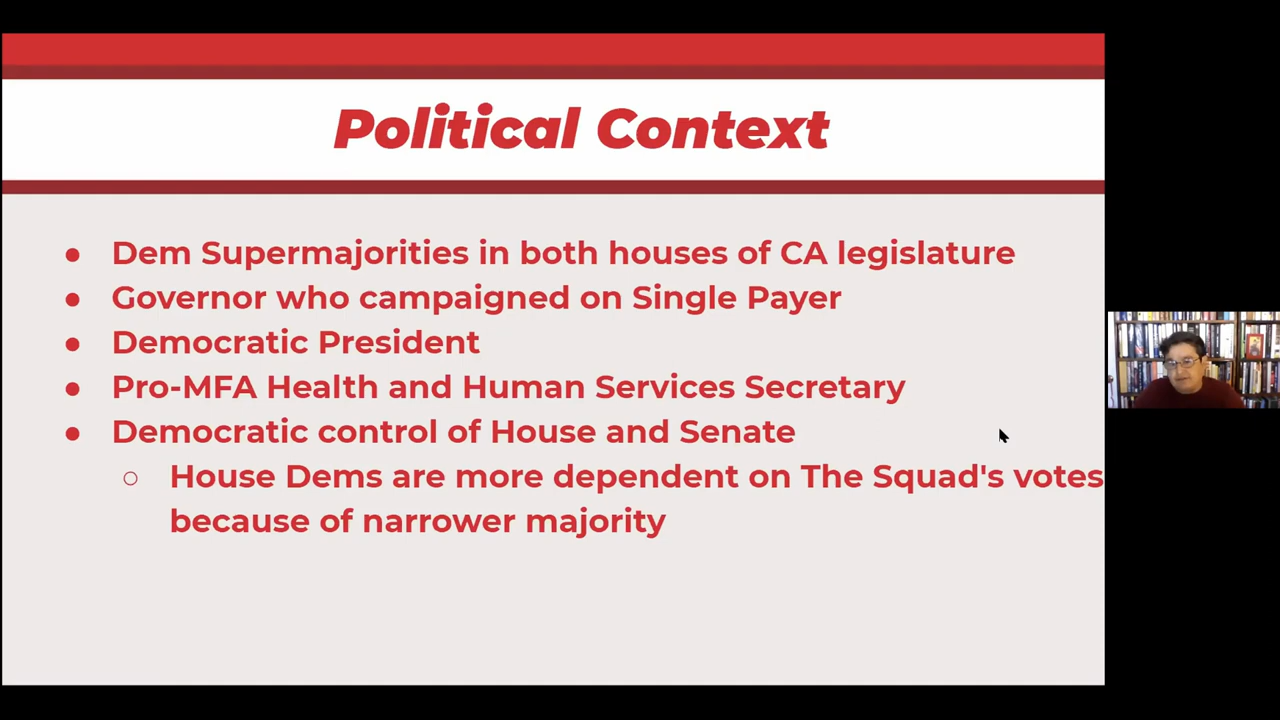 Political Context
● Dem Supermajorities in both houses of CA legislature
● Governor who campaigned on Single Payer
● Democratic President
● Pro-MFA Health and Human Services Secretary
● Democratic control of House and Senate
○ House Dems are more dependent on The Squad's votes
because of narrower majority